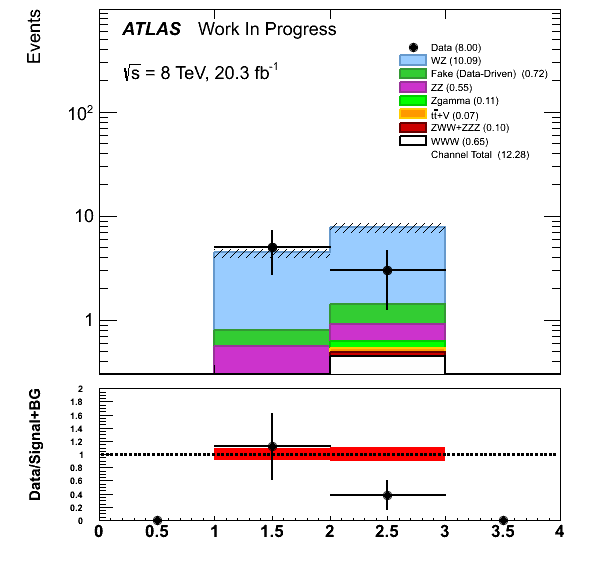 Events
ATLAS Work In Progress
√s = 8 TeV, 20.3 fb⁻¹
Data (8.00)
WZ (10.09)
Fake (Data-Driven) (0.72)
ZZ (0.55)
Zgamma (0.11)
tt̄+V (0.07)
ZWW+ZZZ (0.10)
WWW (0.65)
Channel Total (12.28)
10²
10
1
Data/Signal+BG
2
1.8
1.6
1.4
1.2
1
0.8
0.6
0.4
0.2
0
0 0.5 1 1.5 2 2.5 3 3.5 4